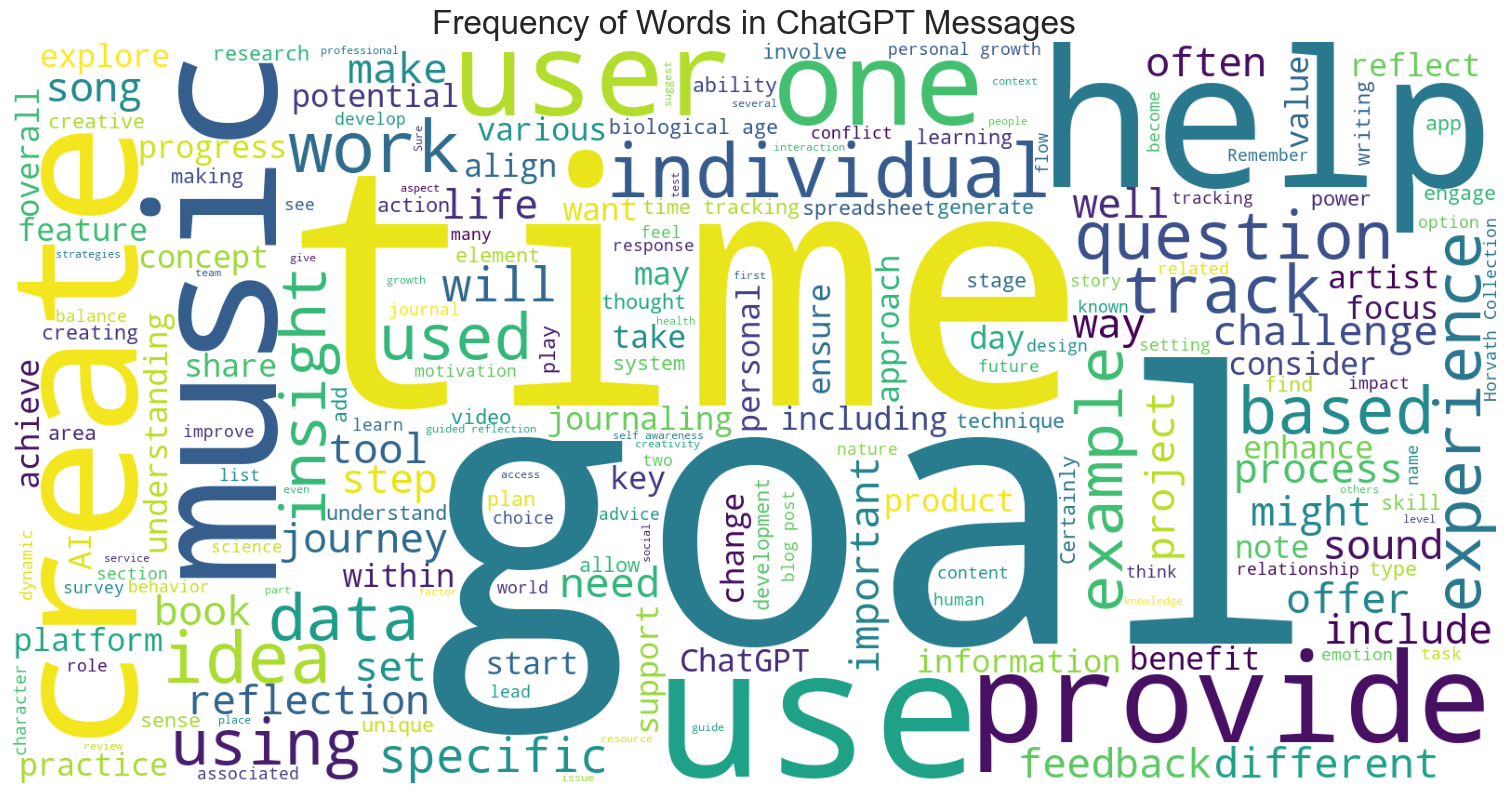 Frequency of Words in ChatGPT Messages
explore
research
professional
make
user
suggest
one
involve
personal growth
context
help
often
reflect
song
creative
music
potential
develop
Sure
ability
several
various
biological age
conflict
people
interaction
learning
flow
become
value
writing
app
Remember
overall
progress
making
work
align
individual
test
engage
create
feature
see
aspect
action
life
want
time tracking
spreadsheet
generate
well
tracking
power
option
strategies
concept
team
give
many
element
feel
response
time
question
related
Horvath Collection
balance
creating
insight
growth
journal
will
may
thought
health
first
stage
story
known
track
artist
focus
experience
share
used
motivation
play
take
system
personal
ensure
approach
day
design
future
way
setting
challenge
consider
achieve
area
understanding
improve
add
learn
video
guided reflection
journaling
self awareness
creativity
including
technique
example
find
impact
based
list
even
tool
step
access
two
key
nature
goal
project
enhance
process
others
name
skill
level
AI
science
understand
plan
choice
advice
social
change
development
blog post
important
product
Certainly
might
note
sound
dynamic
service
section
survey
behavior
journey
within
factor
world
allow
need
content
human
think
knowledge
relationship
type
offer
part
book
data
platform
role
idea
set
start
lead
support
ChatGPT
information
benefit
include
emotion
task
character
reflection
sense
place
review
unique
resource
use
guide
provide
practice
using
associated
specific
issue
feedback
different